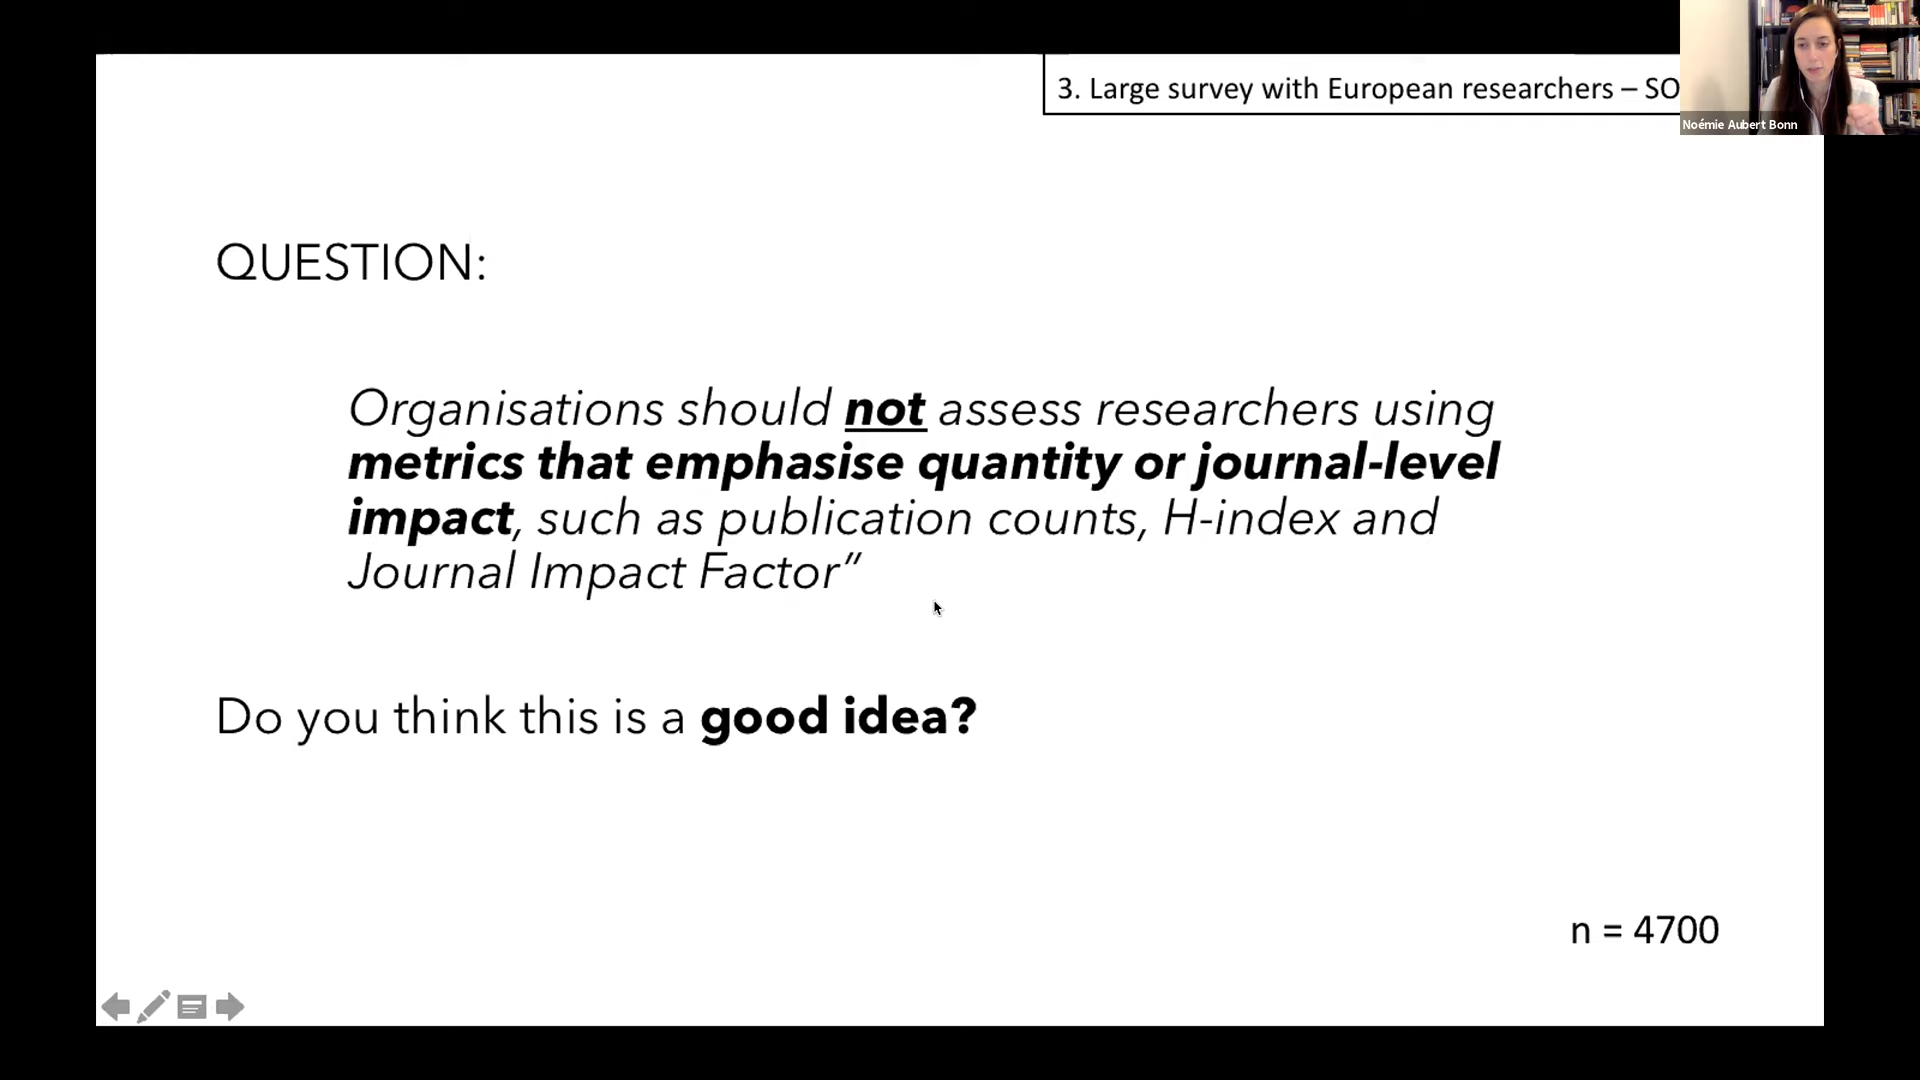 3. Large survey with European researchers – SO
Noémie Aubert Bonn
QUESTION:
Organisations should not assess researchers using
metrics that emphasise quantity or journal-level
impact, such as publication counts, H-index and
Journal Impact Factor”
Do you think this is a good idea?
n = 4700